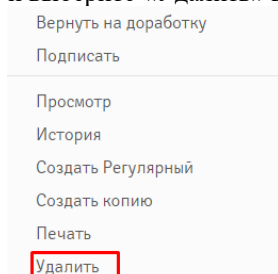 Вернуть на доработку
Подписать
Просмотр
История
Создать Регулярный
Создать копию
Печать
Удалить